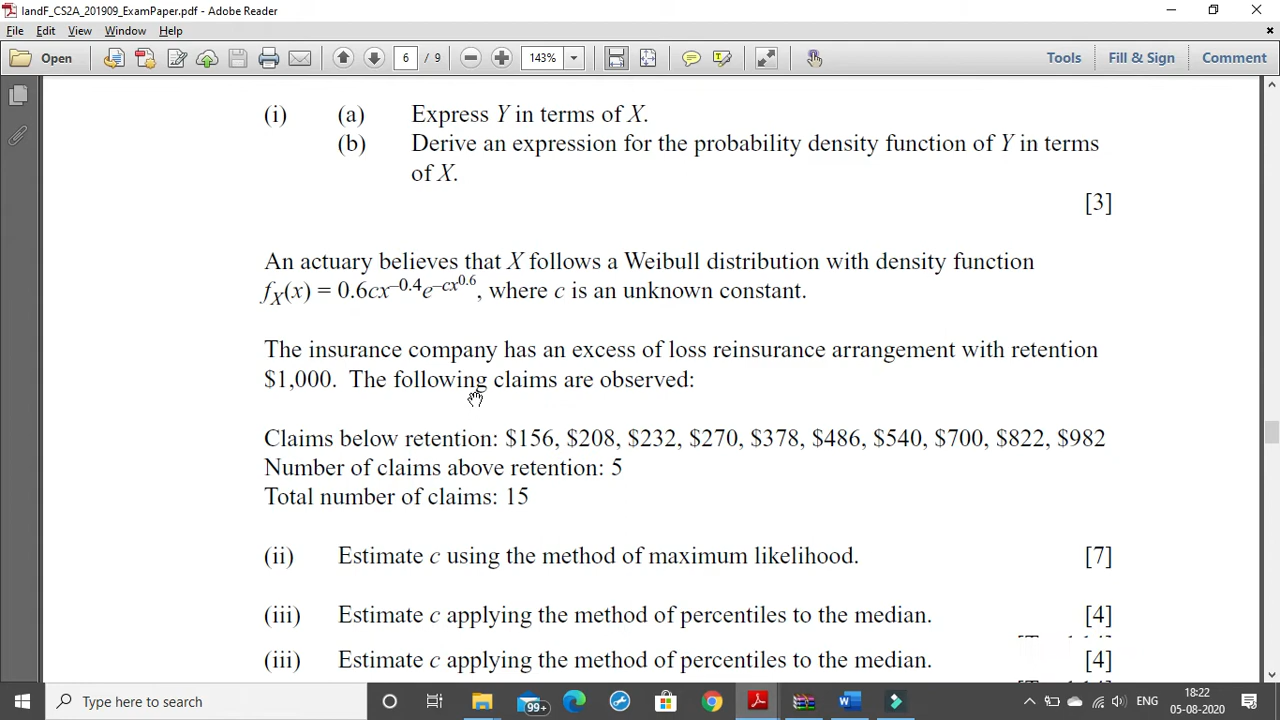 IandF_CS2A_201909_ExamPaper.pdf - Adobe Reader
File Edit View Window Help
Open 6 / 9 143% Tools Fill & Sign Comment
(i) (a) Express Y in terms of X.
(b) Derive an expression for the probability density function of Y in terms
of X.
[3]
An actuary believes that X follows a Weibull distribution with density function
fX(x) = 0.6cx–0.4e–cx0.6, where c is an unknown constant.
The insurance company has an excess of loss reinsurance arrangement with retention
$1,000. The following claims are observed:
Claims below retention: $156, $208, $232, $270, $378, $486, $540, $700, $822, $982
Number of claims above retention: 5
Total number of claims: 15
(ii) Estimate c using the method of maximum likelihood. [7]
(iii) Estimate c applying the method of percentiles to the median. [4]
(iii) Estimate c applying the method of percentiles to the median. [4]
Type here to search 99+ ENG 18:22
05-08-2020